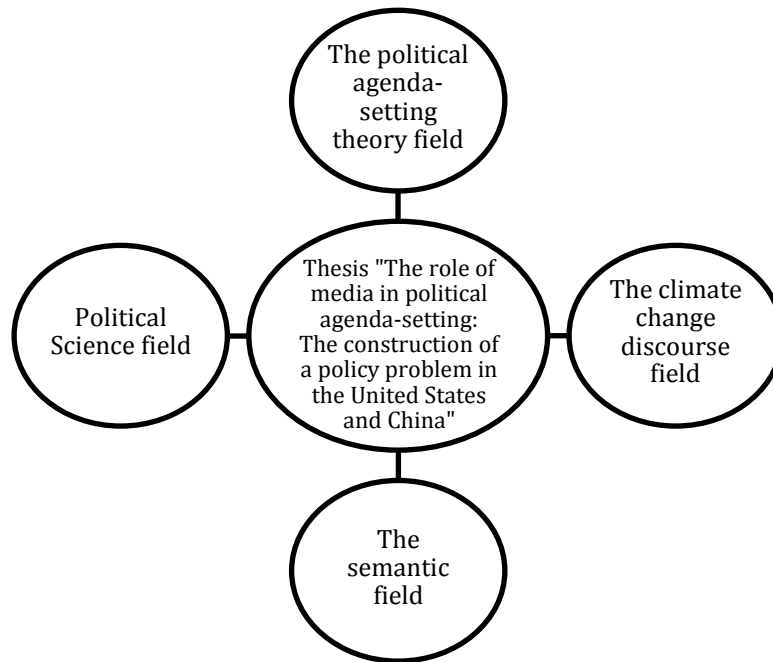 The political
agenda-
setting
theory field
Political
Science field
Thesis "The role of
media in political
agenda-setting:
The construction of
a policy problem in
the United States
and China"
The climate
change
discourse
field
The
semantic
field